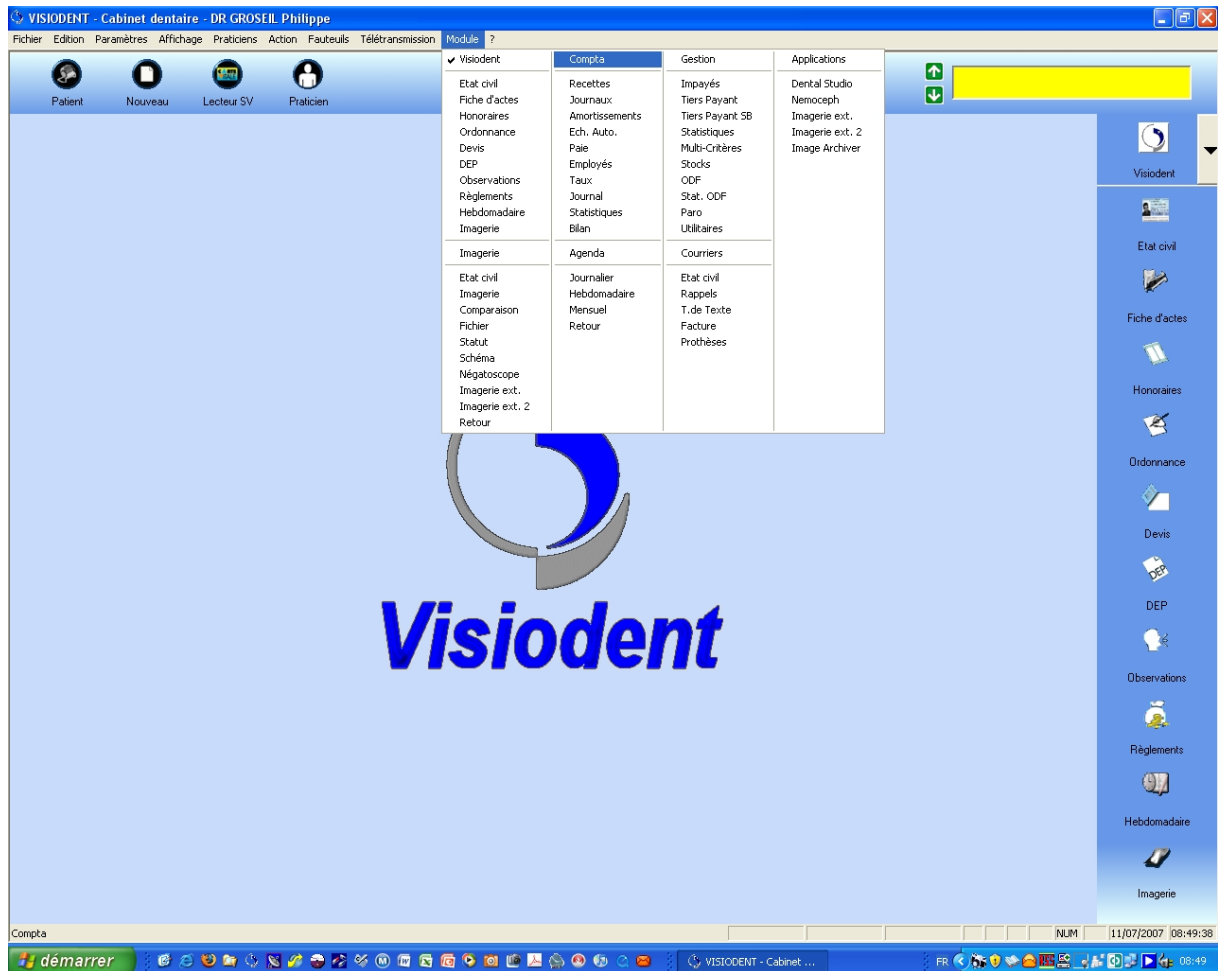 VISIODENT - Cabinet dentaire - DR GROSEIL Philippe
Fichier Edition Paramètres Affichage Praticiens Action Fauteuils Télétransmission Module ?
Patient Nouveau Lecteur SV Praticien
Visiodent Compta Gestion Applications
Etat civil Recettes Impayés Dental Studio
Fiche d'actes Journaux Tiers Payant Nemoceph
Honoraires Amortissements Tiers Payant SB Imagerie ext.
Ordonnance Ech. Auto. Statistiques Imagerie ext. 2
Devis Paie Multi-Critères Image Archiver
DEP Employés Stocks
Observations Taux ODF
Règlements Journal Stat. ODF
Hebdomadaire Statistiques Paro
Imagerie Bilan Utilitaires
Imagerie Agenda Courriers
Etat civil Journalier Etat civil
Imagerie Hebdomadaire Rappels
Comparaison Mensuel T.de Texte
Fichier Retour Facture
Statut Prothèses
Schéma
Négatoscope
Imagerie ext.
Imagerie ext. 2
Retour
Visiodent
Visiodent
Etat civil
Fiche d'actes
Honoraires
Ordonnance
Devis
DEP
DEP
Observations
Règlements
Hebdomadaire
Imagerie
Compta NUM 11/07/2007 08:49:38
démarrer VISIODENT - Cabinet ... FR 08:49